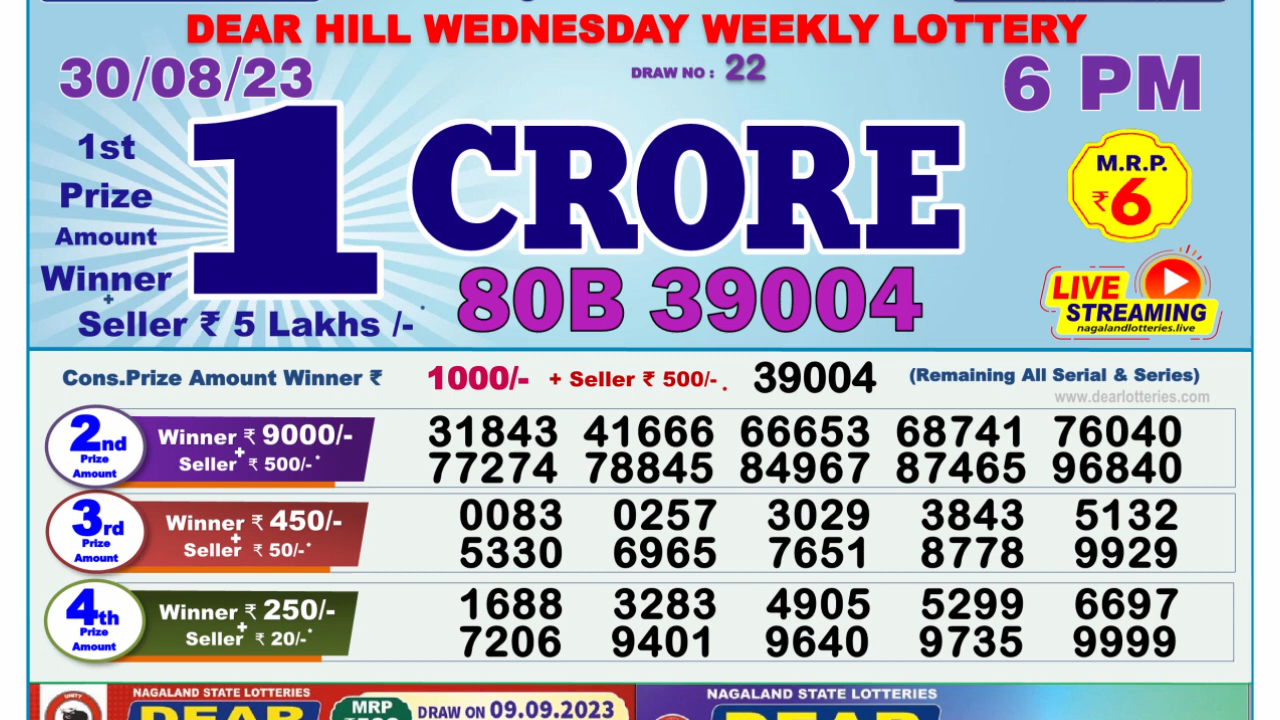 DEAR HILL WEDNESDAY WEEKLY LOTTERY
30/08/23
DRAW NO : 22
6 PM
1st
Prize
Amount
Winner
+
Seller ₹ 5 Lakhs /-
1 CRORE
80B 39004
M.R.P.
₹6
LIVE
STREAMING
nagalandlotteries.live
Cons.Prize Amount Winner ₹ 1000/- + Seller ₹ 500/- . 39004 (Remaining All Serial & Series)
www.dearlotteries.com
2nd Prize Amount
Winner ₹ 9000/-
+
Seller ₹ 500/-*
31843 41666 66653 68741 76040
77274 78845 84967 87465 96840
3rd Prize Amount
Winner ₹ 450/-
+
Seller ₹ 50/-*
0083 0257 3029 3843 5132
5330 6965 7651 8778 9929
4th Prize Amount
Winner ₹ 250/-
+
Seller ₹ 20/-*
1688 3283 4905 5299 6697
7206 9401 9640 9735 9999
UNITY
NAGALAND STATE LOTTERIES
DEAR
MRP
DRAW ON 09.09.2023
NAGALAND STATE LOTTERIES
DEAR